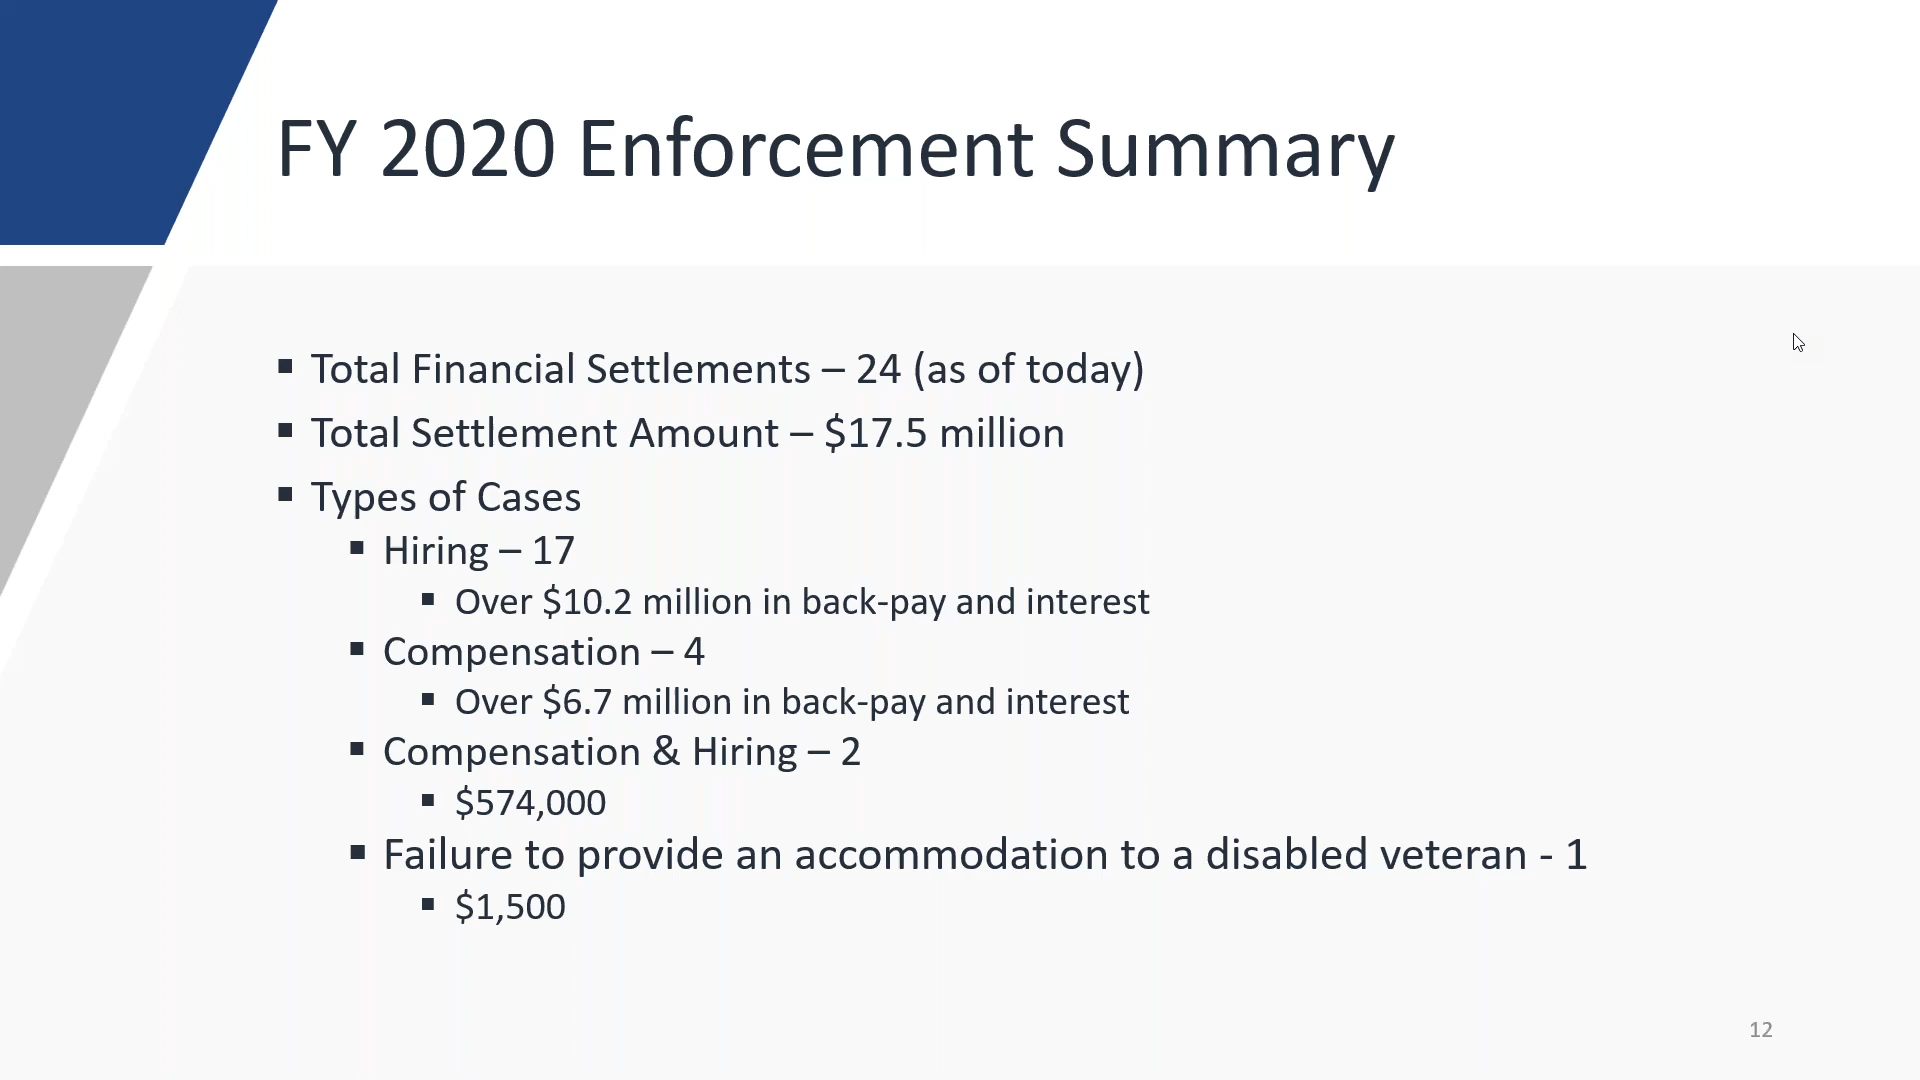 FY 2020 Enforcement Summary
▪ Total Financial Settlements – 24 (as of today)
▪ Total Settlement Amount – $17.5 million
▪ Types of Cases
▪ Hiring – 17
▪ Over $10.2 million in back-pay and interest
▪ Compensation – 4
▪ Over $6.7 million in back-pay and interest
▪ Compensation & Hiring – 2
▪ $574,000
▪ Failure to provide an accommodation to a disabled veteran - 1
▪ $1,500
12